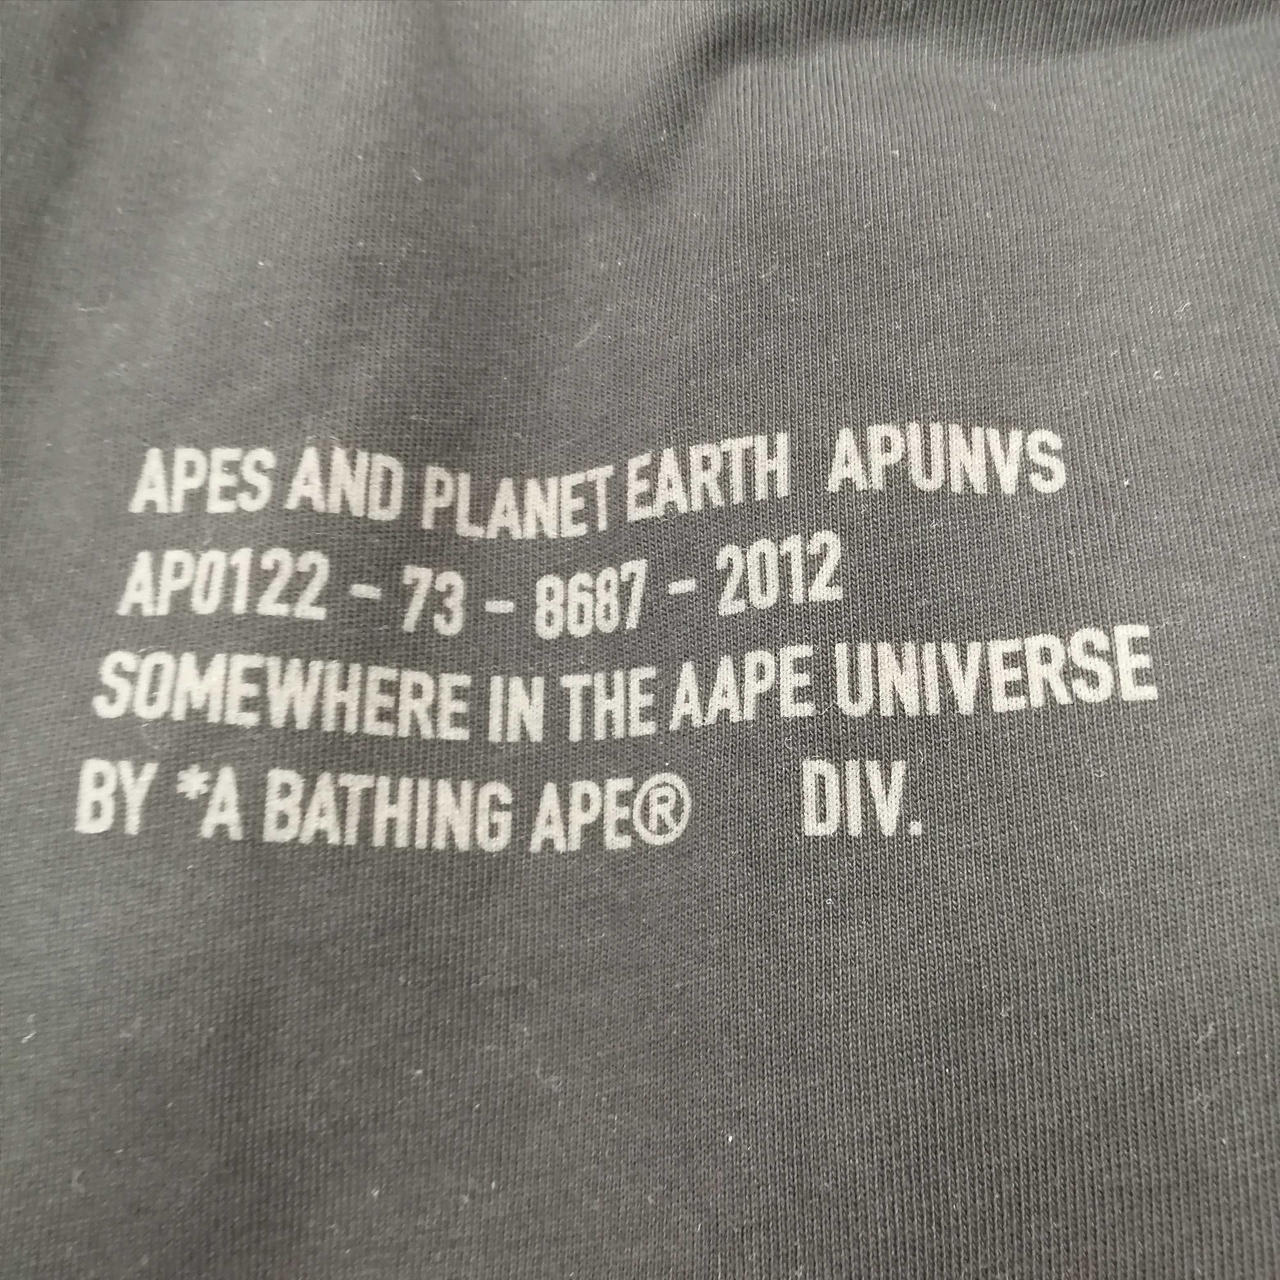 APES AND PLANET EARTH APUNVS
AP0122 - 73 - 8687 - 2012
SOMEWHERE IN THE AAPE UNIVERSE
BY *A BATHING APE® DIV.